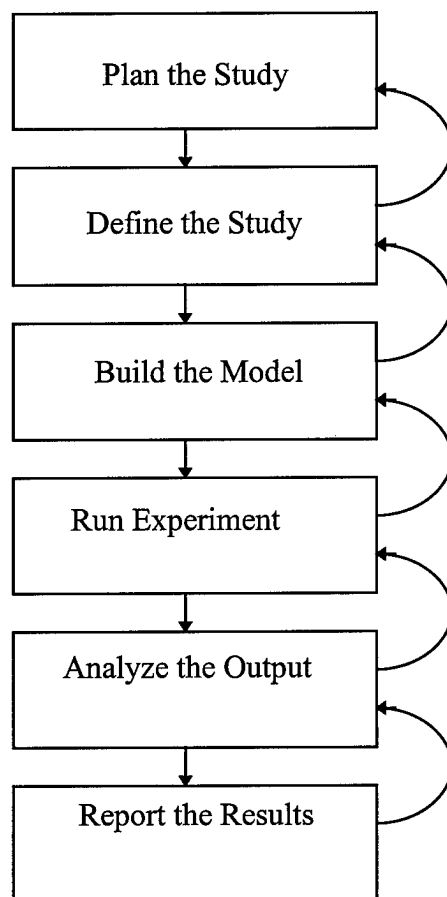 Plan the Study
Define the Study
Build the Model
Run Experiment
Analyze the Output
Report the Results